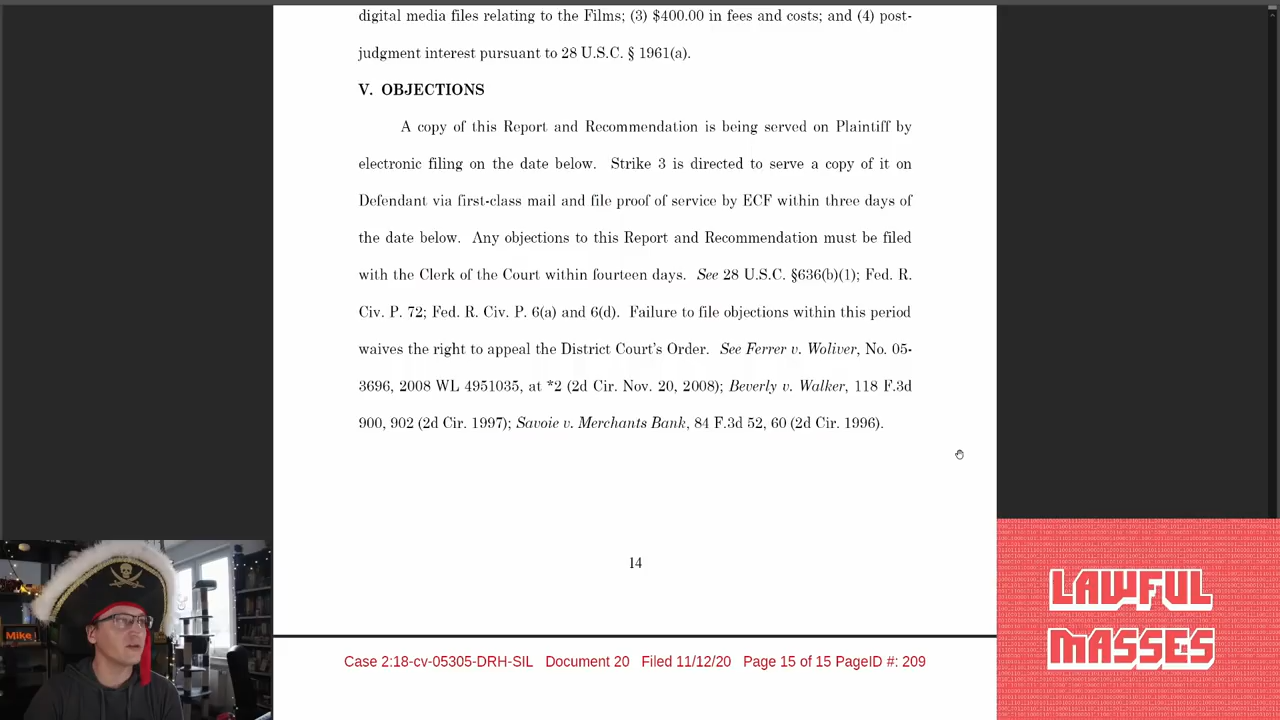 digital media files relating to the Films; (3) $400.00 in fees and costs; and (4) post-
judgment interest pursuant to 28 U.S.C. § 1961(a).
V. OBJECTIONS
A copy of this Report and Recommendation is being served on Plaintiff by
electronic filing on the date below. Strike 3 is directed to serve a copy of it on
Defendant via first-class mail and file proof of service by ECF within three days of
the date below. Any objections to this Report and Recommendation must be filed
with the Clerk of the Court within fourteen days. See 28 U.S.C. §636(b)(1); Fed. R.
Civ. P. 72; Fed. R. Civ. P. 6(a) and 6(d). Failure to file objections within this period
waives the right to appeal the District Court's Order. See Ferrer v. Woliver, No. 05-
3696, 2008 WL 4951035, at *2 (2d Cir. Nov. 20, 2008); Beverly v. Walker, 118 F.3d
900, 902 (2d Cir. 1997); Savoie v. Merchants Bank, 84 F.3d 52, 60 (2d Cir. 1996).
14
Case 2:18-cv-05305-DRH-SIL Document 20 Filed 11/12/20 Page 15 of 15 PageID #: 209
Mike
LAWFUL
MASSES